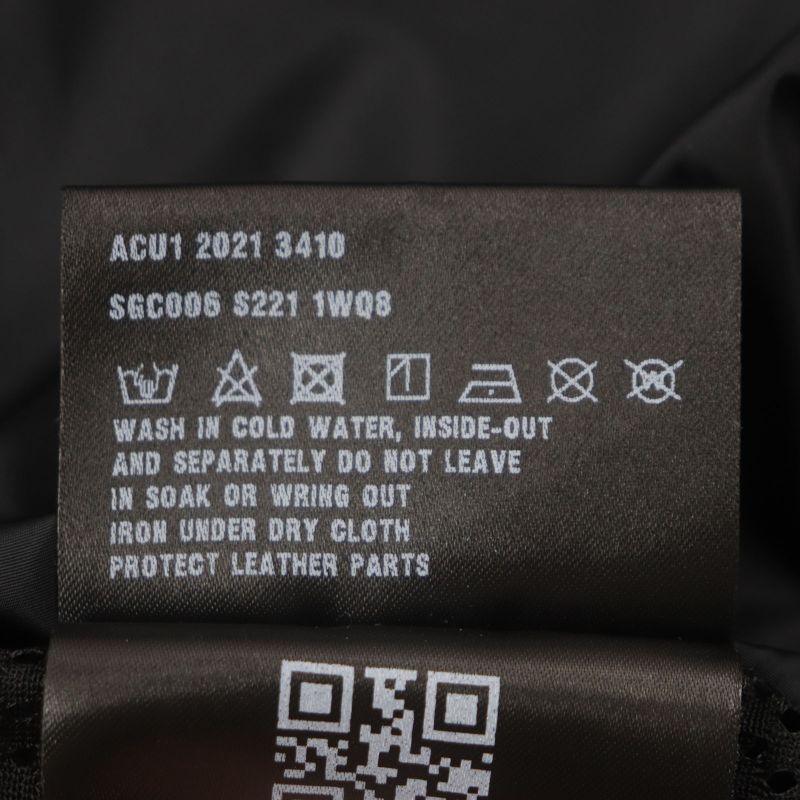 ACU1 2021 3410
SGC006 S221 1WQ8
W
WASH IN COLD WATER, INSIDE-OUT
AND SEPARATELY DO NOT LEAVE
IN SOAK OR WRING OUT
IRON UNDER DRY CLOTH
PROTECT LEATHER PARTS